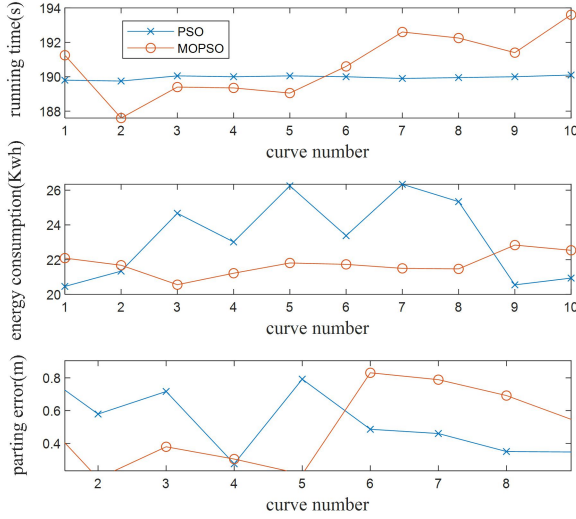 running time(s)
194
192
190
188
PSO
MOPSO
1 2 3 4 5 6 7 8 9 10
curve number
energy consumption(Kwh)
26
24
22
20
1 2 3 4 5 6 7 8 9 10
curve number
parting error(m)
0.8
0.6
0.4
2 3 4 5 6 7 8
curve number